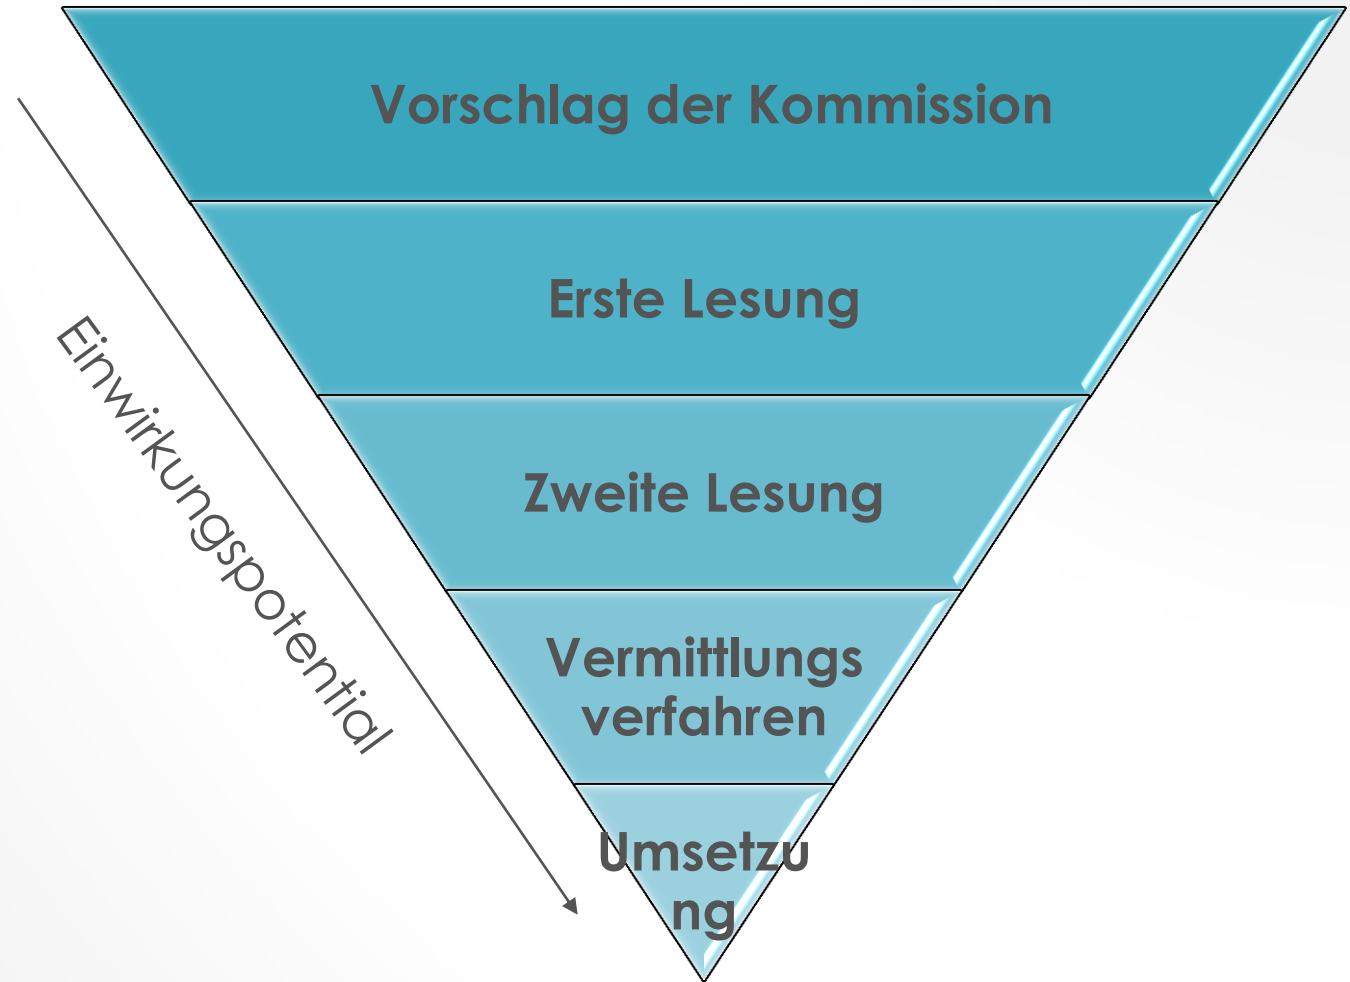 Vorschlag der Kommission
Erste Lesung
Zweite Lesung
Vermittlungs
verfahren
Umsetzu
ng
Einwirkungspotential